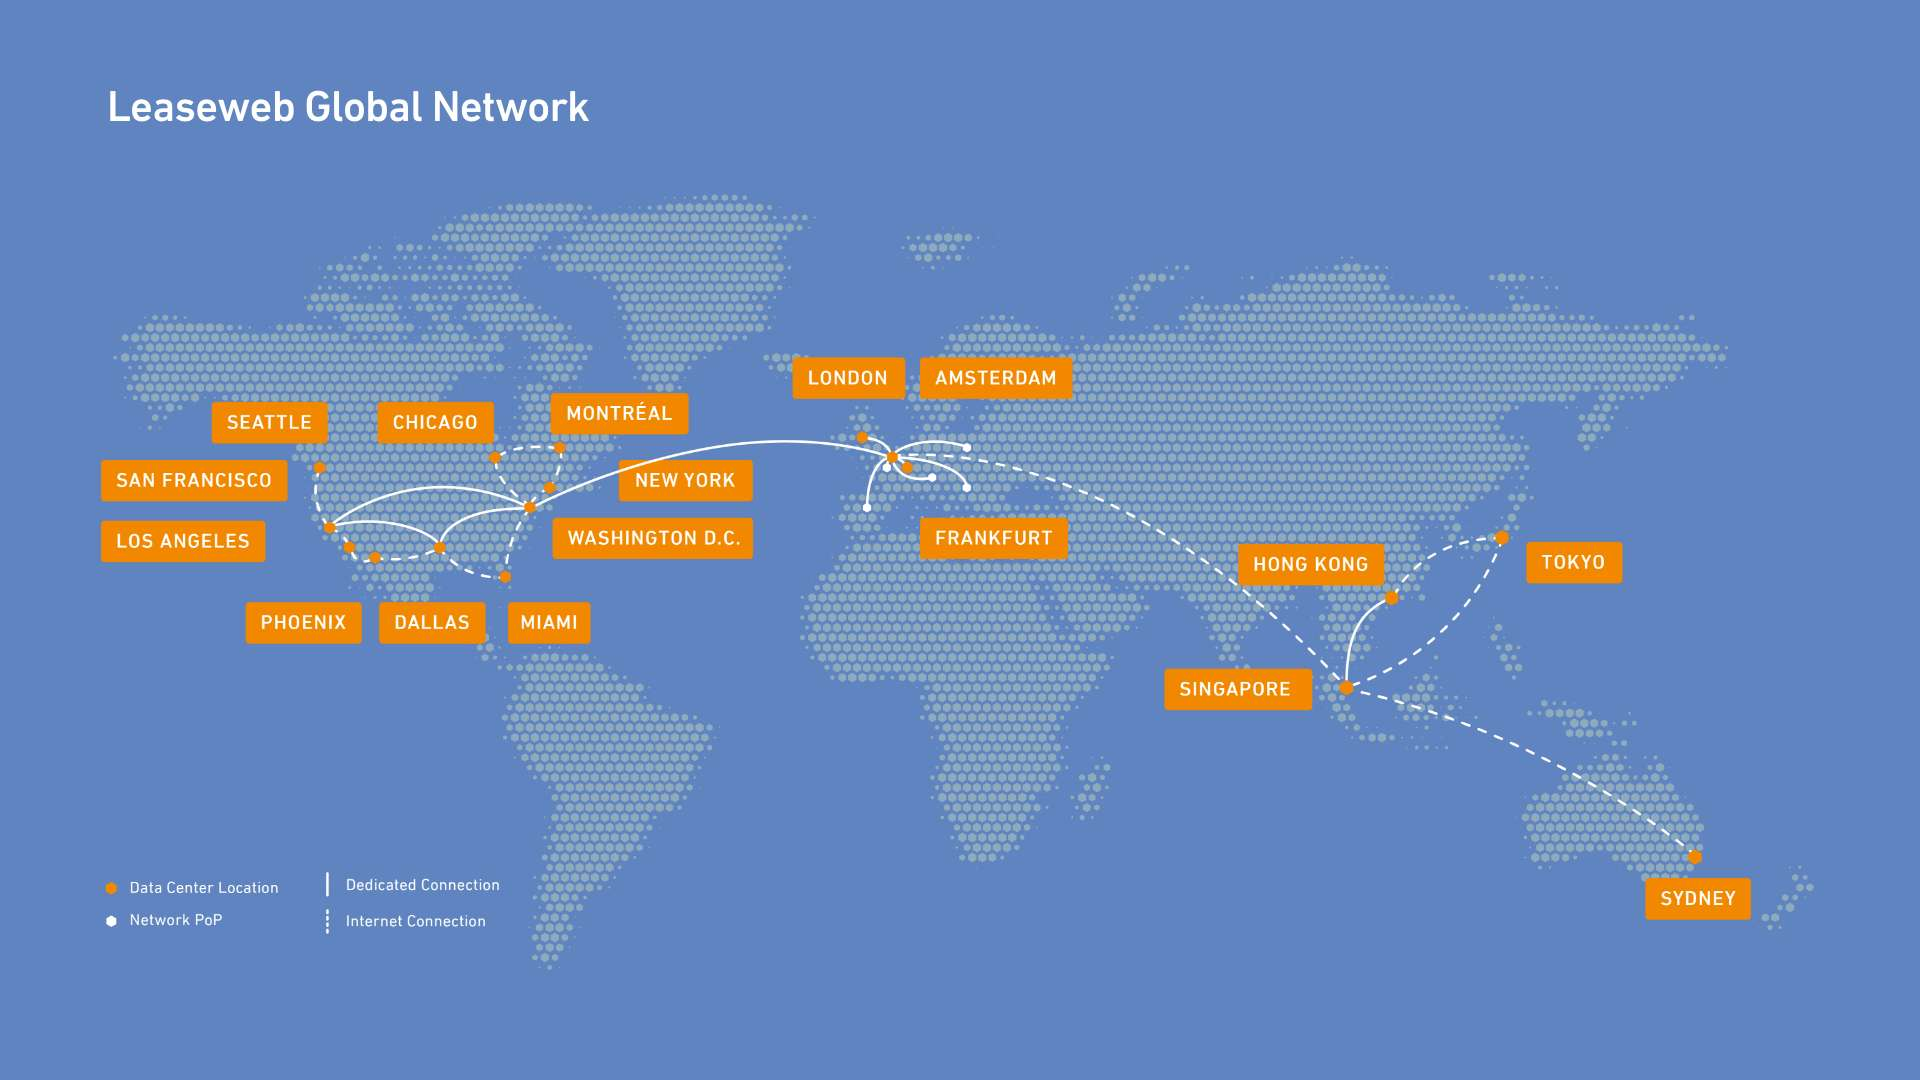 Leaseweb Global Network
LONDON
AMSTERDAM
MONTRÉAL
SEATTLE
CHICAGO
SAN FRANCISCO
NEW YORK
LOS ANGELES
WASHINGTON D.C.
FRANKFURT
HONG KONG
TOKYO
PHOENIX
DALLAS
MIAMI
SINGAPORE
SYDNEY
Data Center Location
Dedicated Connection
Network PoP
Internet Connection